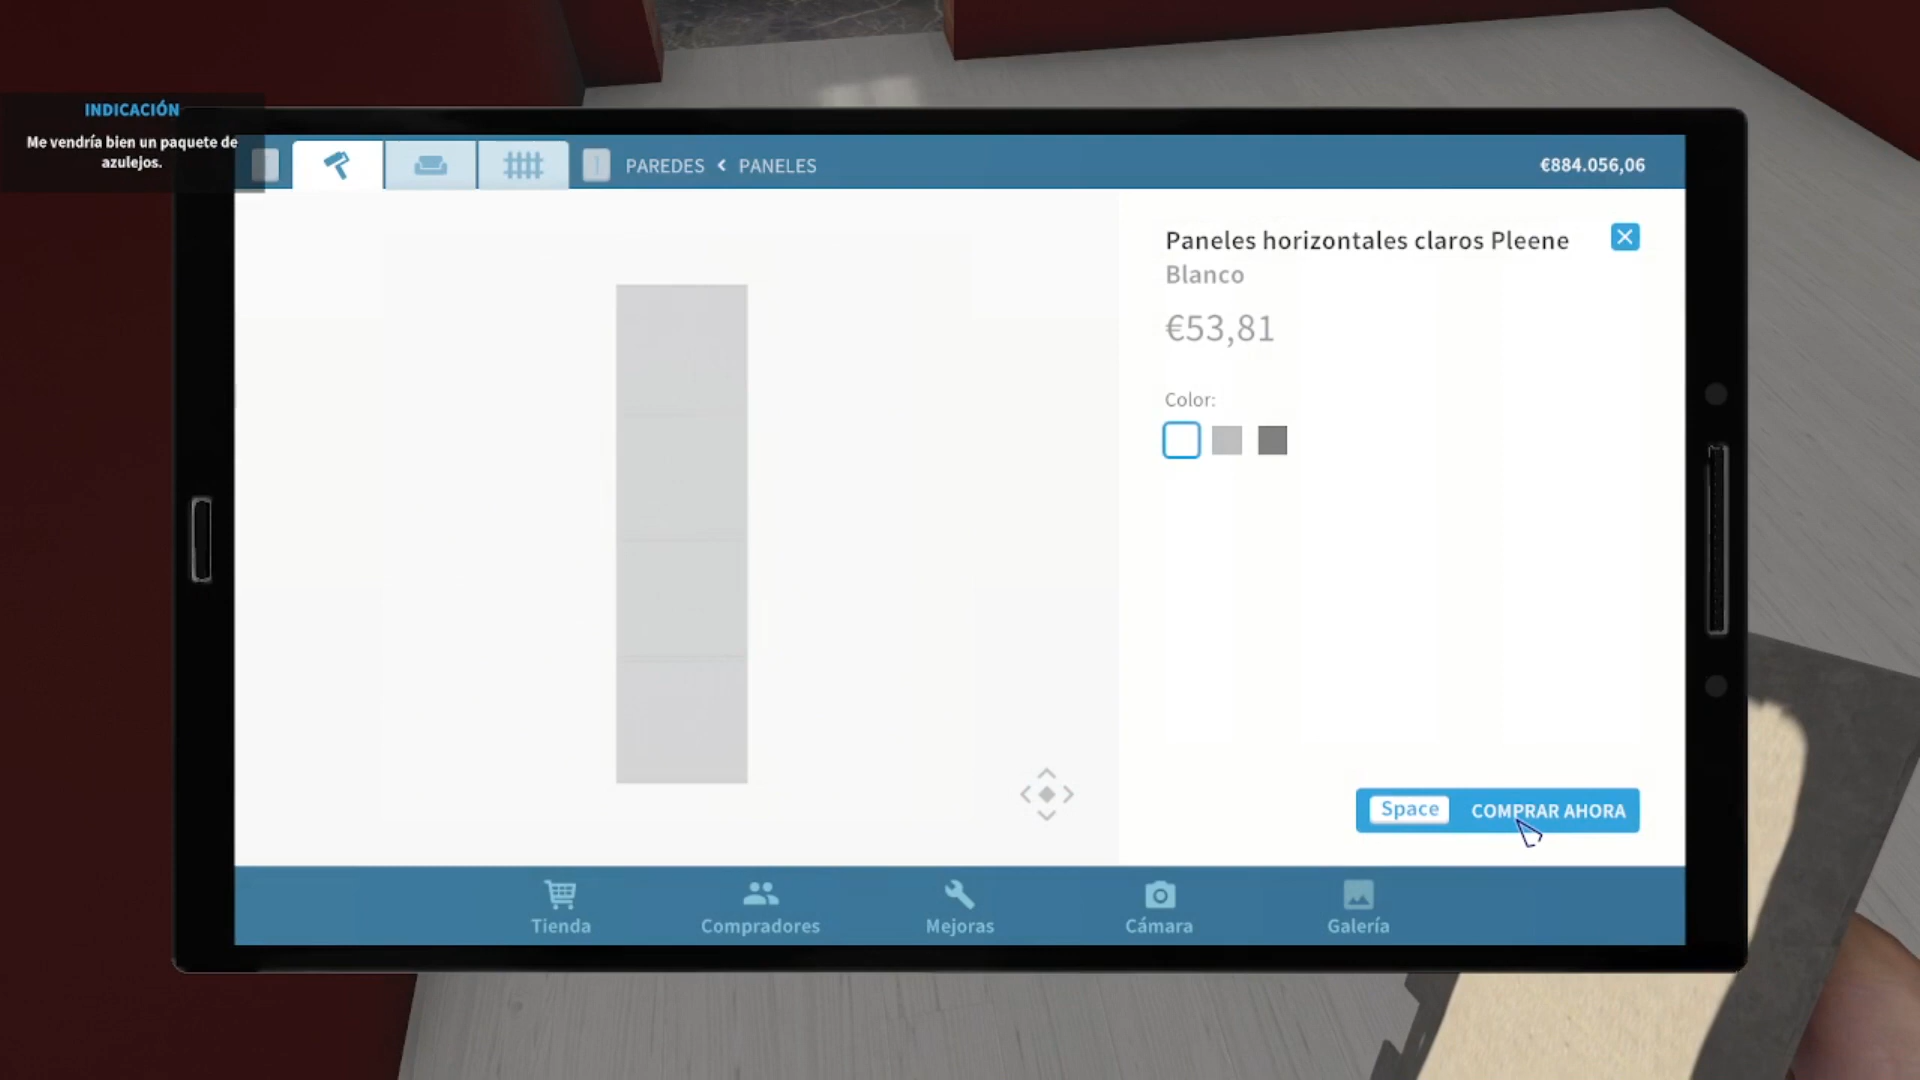 INDICACIÓN
Me vendría bien un paquete de
azulejos.
PAREDES < PANELES
€884.056,06
Paneles horizontales claros Pleene
Blanco
€53,81
Color:
Space COMPRAR AHORA
Tienda
Compradores
Mejoras
Cámara
Galería